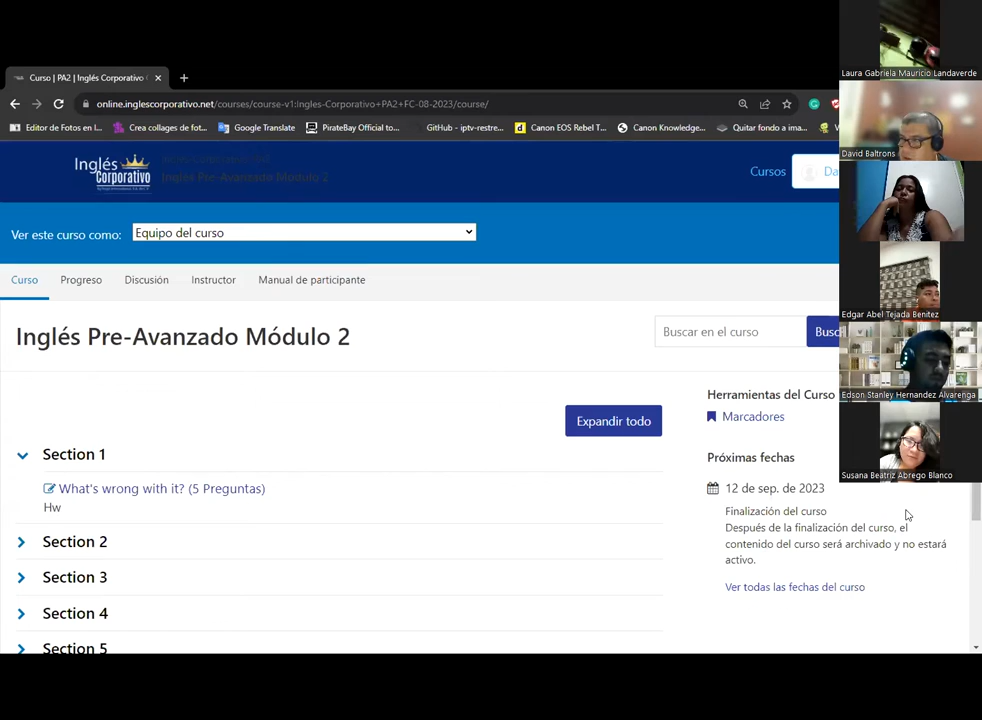 Curso | PA2 | Inglés Corporativo
online.inglescorporativo.net/courses/course-v1:Ingles-Corporativo+PA2+FC-08-2023/course/
Editor de Fotos en l...
Crea collages de fot...
Google Translate
PirateBay Official to...
GitHub - iptv-restre...
Canon EOS Rebel T...
Canon Knowledge...
Quitar fondo a ima...
Inglés
Corporativo
Inglés Pre-Avanzado Módulo 2
Cursos
Da
Ver este curso como:
Equipo del curso
Curso
Progreso
Discusión
Instructor
Manual de participante
Inglés Pre-Avanzado Módulo 2
Buscar en el curso
Busc
Expandir todo
Section 1
What's wrong with it? (5 Preguntas)
Hw
Section 2
Section 3
Section 4
Section 5
Herramientas del Curso
Marcadores
Próximas fechas
12 de sep. de 2023
Finalización del curso
Después de la finalización del curso, el
contenido del curso será archivado y no estará
activo.
Ver todas las fechas del curso
Laura Gabriela Mauricio Landaverde
David Baltrons
Edgar Abel Tejada Benitez
Edson Stanley Hernandez Alvarenga
Susana Beatriz Abrego Blanco